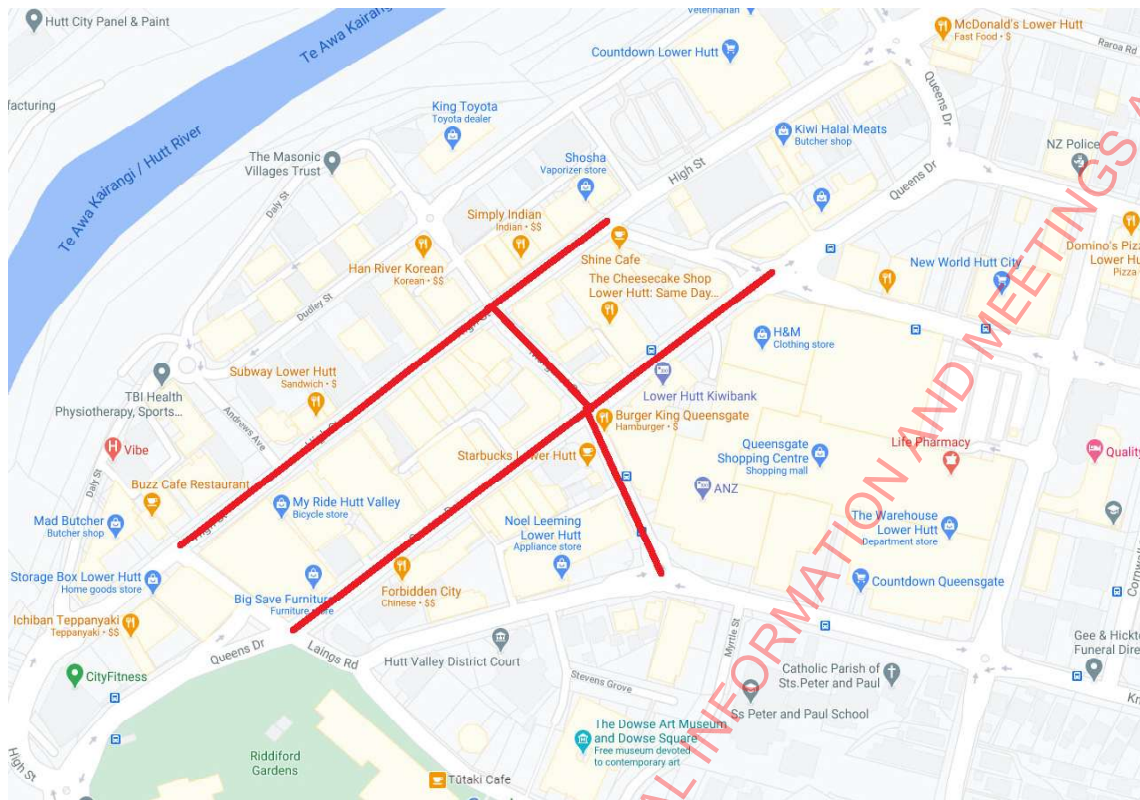 Hutt City Panel & Paint
Te Awa Kairangi
Veterinarian
McDonald's Lower Hutt
Fast Food • $
Raroa Rd
Countdown Lower Hutt
facturing
Queens Dr
King Toyota
Toyota dealer
Kiwi Halal Meats
Butcher shop
Te Awa Kairangi / Hutt River
NZ Police
The Masonic
Villages Trust
Shosha
Vaporizer store
High St
Queens Dr
Daly St
Simply Indian
Indian • $$
Shine Cafe
Han River Korean
Korean • $$
Domino's Pizz
Lower Hu
Pizza
New World Hutt City
The Cheesecake Shop
Lower Hutt: Same Day...
Dudley St
H&M
Clothing store
Subway Lower Hutt
Sandwich • $
TBI Health
Physiotherapy, Sports...
Lower Hutt Kiwibank
Andrews Ave
Burger King Queensgate
Hamburger • $
Vibe
Starbucks Lower Hutt
Queensgate
Shopping Centre
Shopping mall
Life Pharmacy
Quality
Daly St
Buzz Cafe Restaurant
ANZ
My Ride Hutt Valley
Bicycle store
Mad Butcher
Butcher shop
Noel Leeming
Lower Hutt
Appliance store
The Warehouse
Lower Hutt
Department store
Storage Box Lower Hutt
Home goods store
Big Save Furniture
Furniture store
Forbidden City
Chinese • $$
Countdown Queensgate
Cornwall
Ichiban Teppanyaki
Teppanyaki • $$
Queens Dr
Laings Rd
Hutt Valley District Court
Myrtle St
Gee & Hickt
Funeral Dire
CityFitness
Stevens Grove
Catholic Parish of
Sts.Peter and Paul
Kn
Ss Peter and Paul School
High St
Riddiford
Gardens
The Dowse Art Museum
and Dowse Square
Free museum devoted
to contemporary art
Tūtaki Cafe
AL INFORMATION AND MEETINGS A